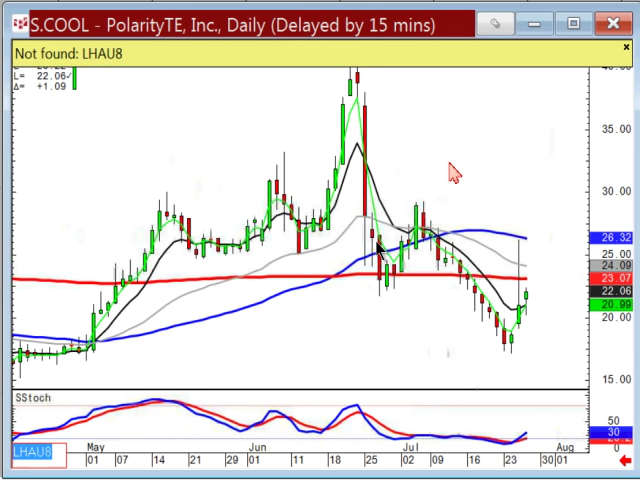 S.COOL - PolarityTE, Inc., Daily (Delayed by 15 mins)
Not found: LHAU8
L= 22.06
Δ= +1.09
35.00
30.00
26.32
25.00
24.09
23.07
22.06
20.99
20.00
15.00
SStoch
50
30
0
LHAU8
May Jun Jul Aug
01 07 14 21 29 01 11 18 25 02 09 16 23 30 01